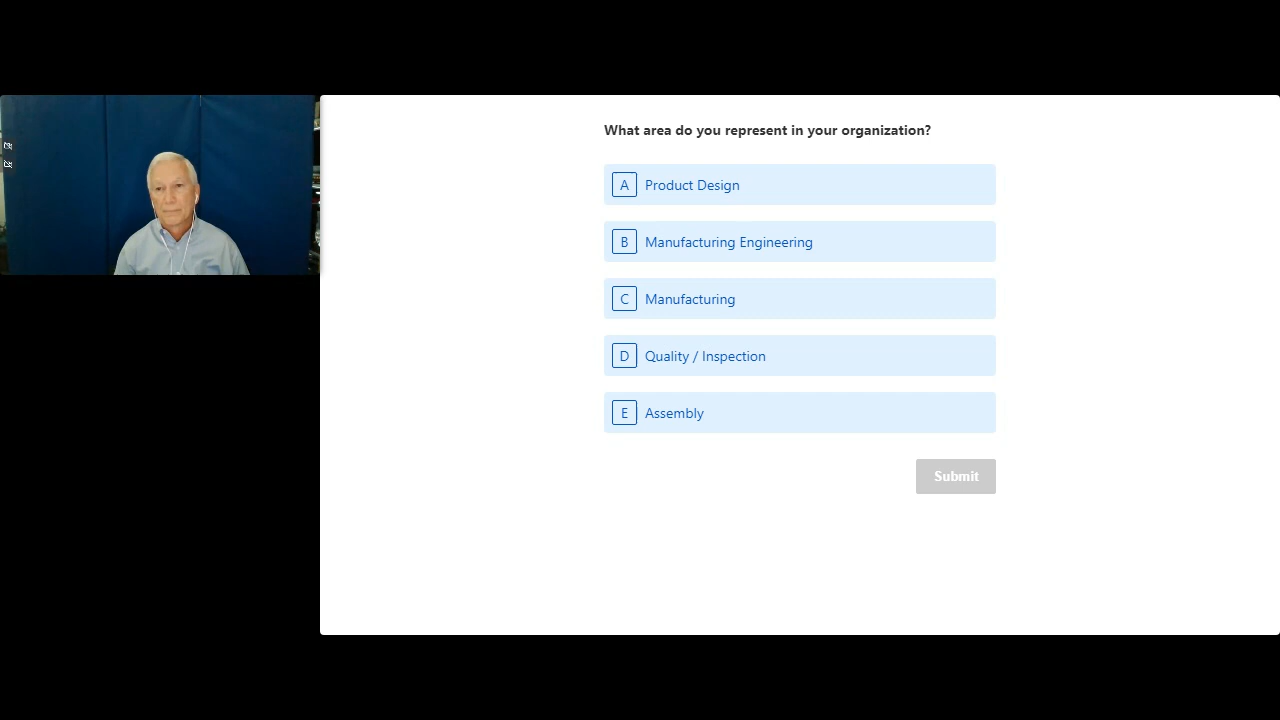 What area do you represent in your organization?
A Product Design
B Manufacturing Engineering
C Manufacturing
D Quality / Inspection
E Assembly
Submit